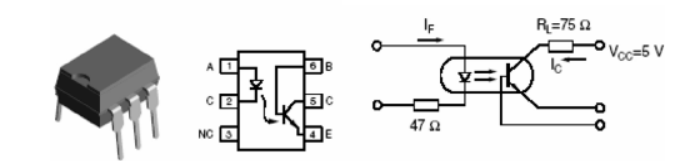 A 1
C 2
NC 3
6 B
5 C
4 E
I_F
47 Ω
R_L=75 Ω
I_C
V_CC=5 V